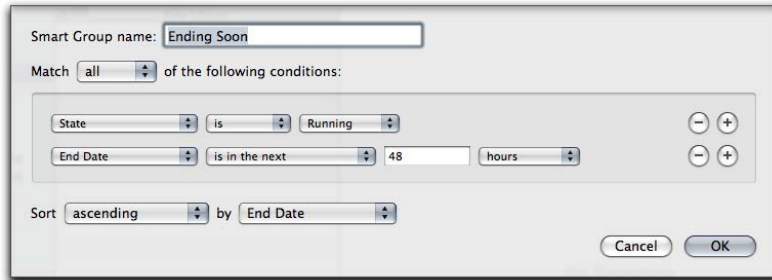 Smart Group name: Ending Soon
Match all of the following conditions:
State is Running
End Date is in the next 48 hours
Sort ascending by End Date
Cancel OK